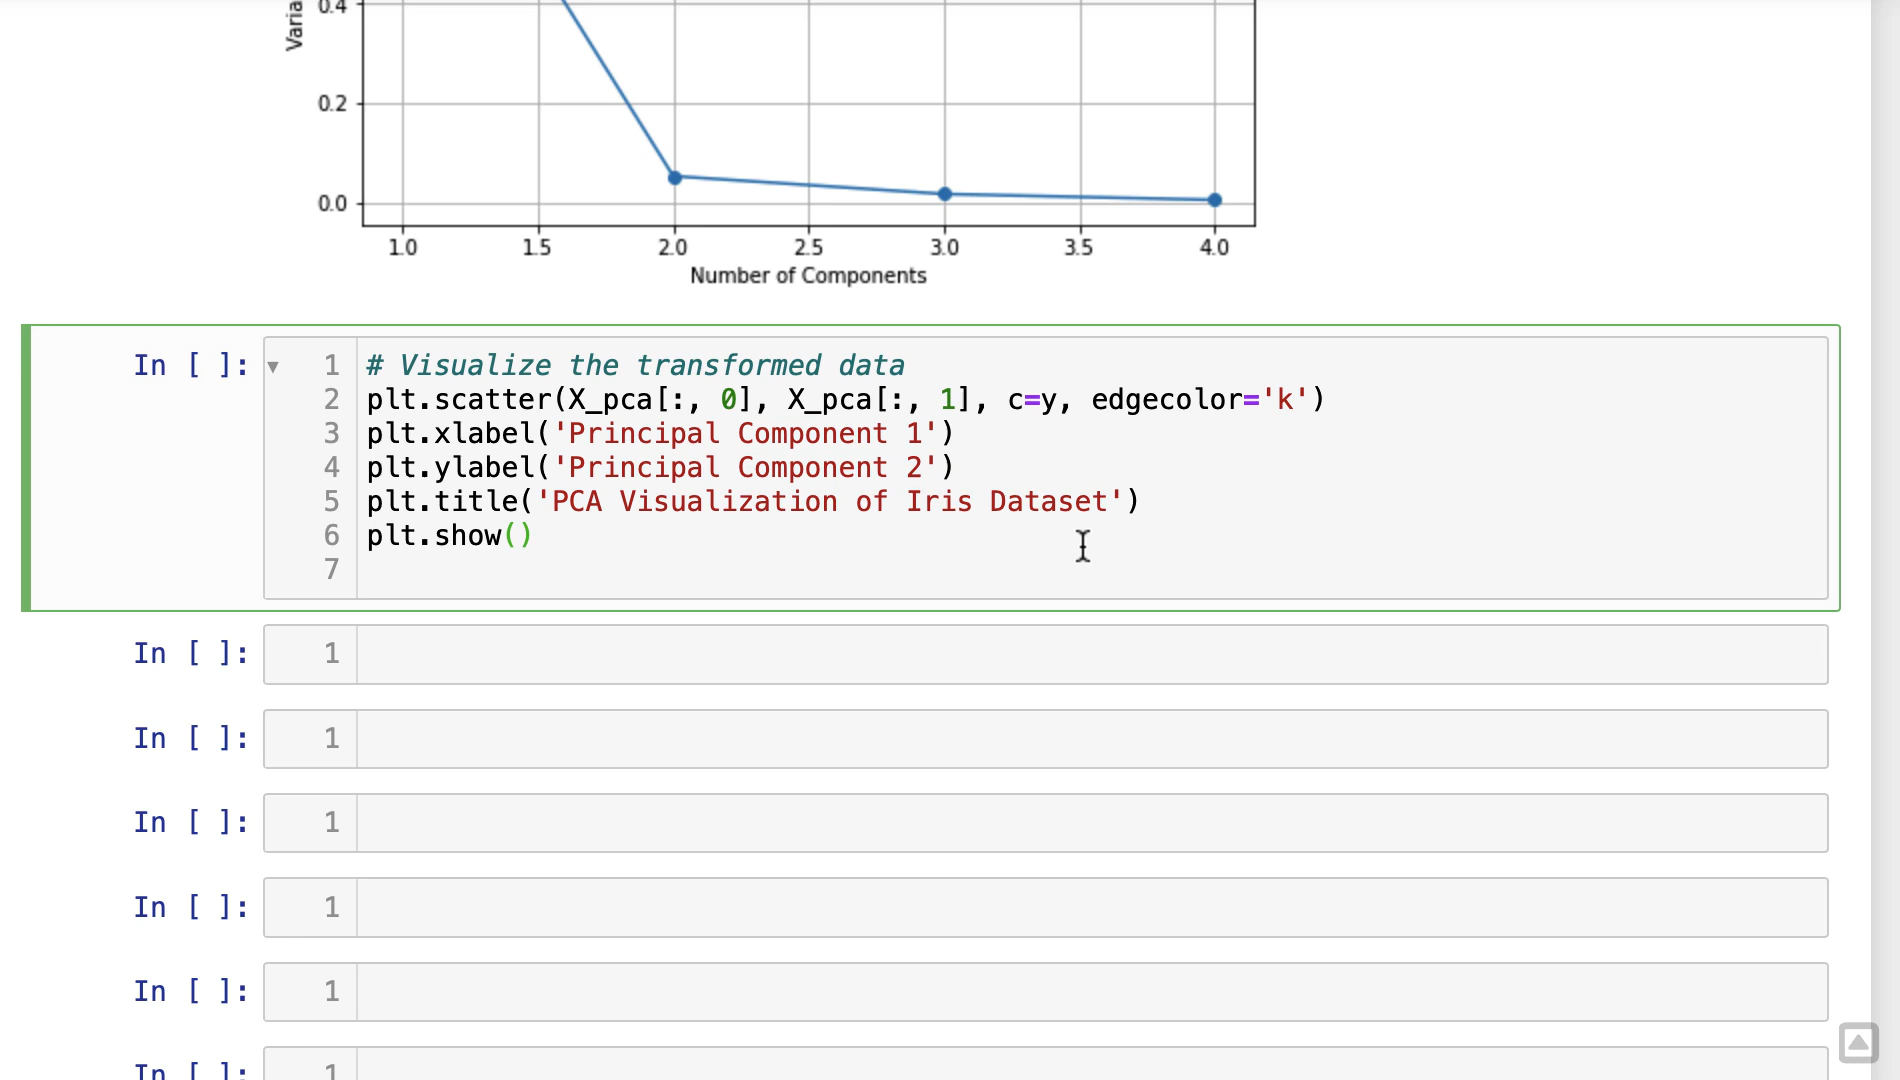 Varia
0.4
0.2
0.0
1.0 1.5 2.0 2.5 3.0 3.5 4.0
Number of Components
In [ ]:
1 # Visualize the transformed data
2 plt.scatter(X_pca[:, 0], X_pca[:, 1], c=y, edgecolor='k')
3 plt.xlabel('Principal Component 1')
4 plt.ylabel('Principal Component 2')
5 plt.title('PCA Visualization of Iris Dataset')
6 plt.show()
7
In [ ]: 1
In [ ]: 1
In [ ]: 1
In [ ]: 1
In [ ]: 1
In [ ]: 1